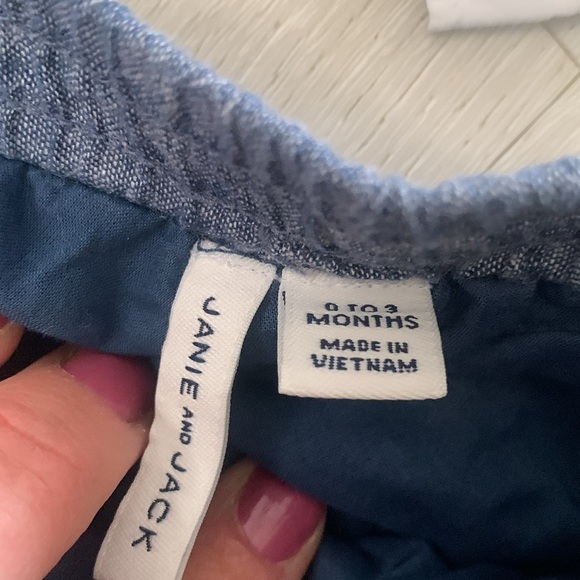 JANIE AND JACK
0 TO 3
MONTHS
MADE IN
VIETNAM